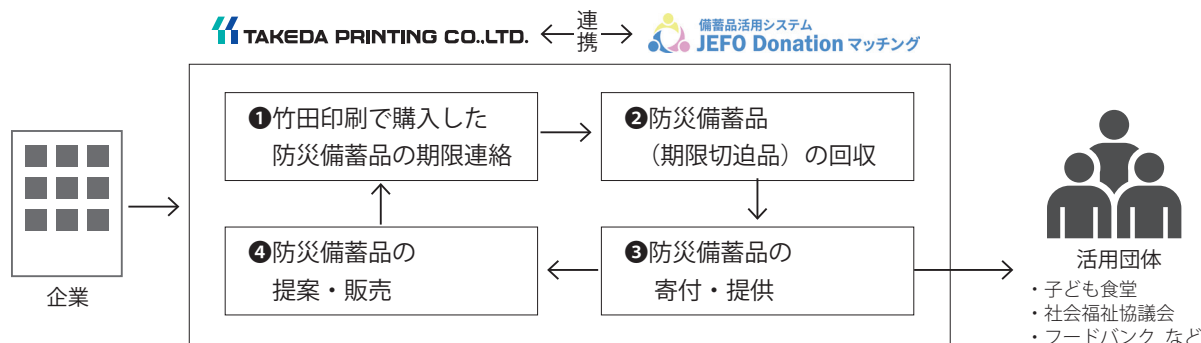 TAKEDA PRINTING CO.,LTD.
連携
備蓄品活用システム
JEFO Donation マッチング
❶竹田印刷で購入した
防災備蓄品の期限連絡
❷防災備蓄品
（期限切迫品）の回収
❹防災備蓄品の
提案・販売
❸防災備蓄品の
寄付・提供
企業
活用団体
・子ども食堂
・社会福祉協議会
・フードバンク など